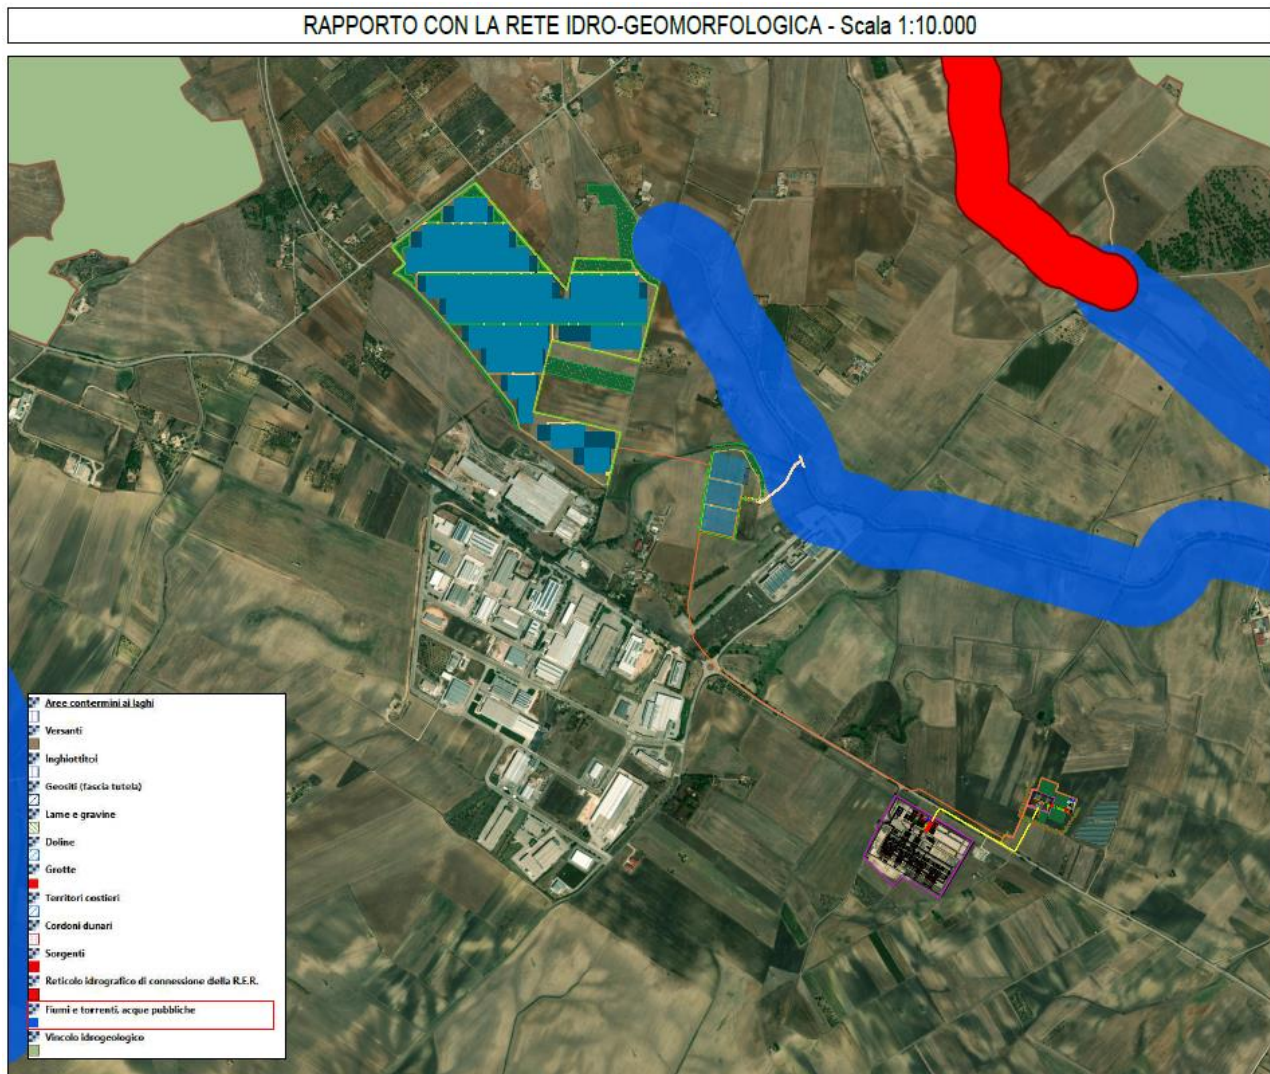 RAPPORTO CON LA RETE IDRO-GEOMORFOLOGICA - Scala 1:10.000
Aree contermini ai laghi
Versanti
Inghiottitoi
Geositi (fascia tutela)
Lame e gravine
Doline
Grotte
Territori costieri
Cordoni dunari
Sorgenti
Reticolo idrografico di connessione della R.E.R.
Fiumi e torrenti, acque pubbliche
Vincolo idrogeologico